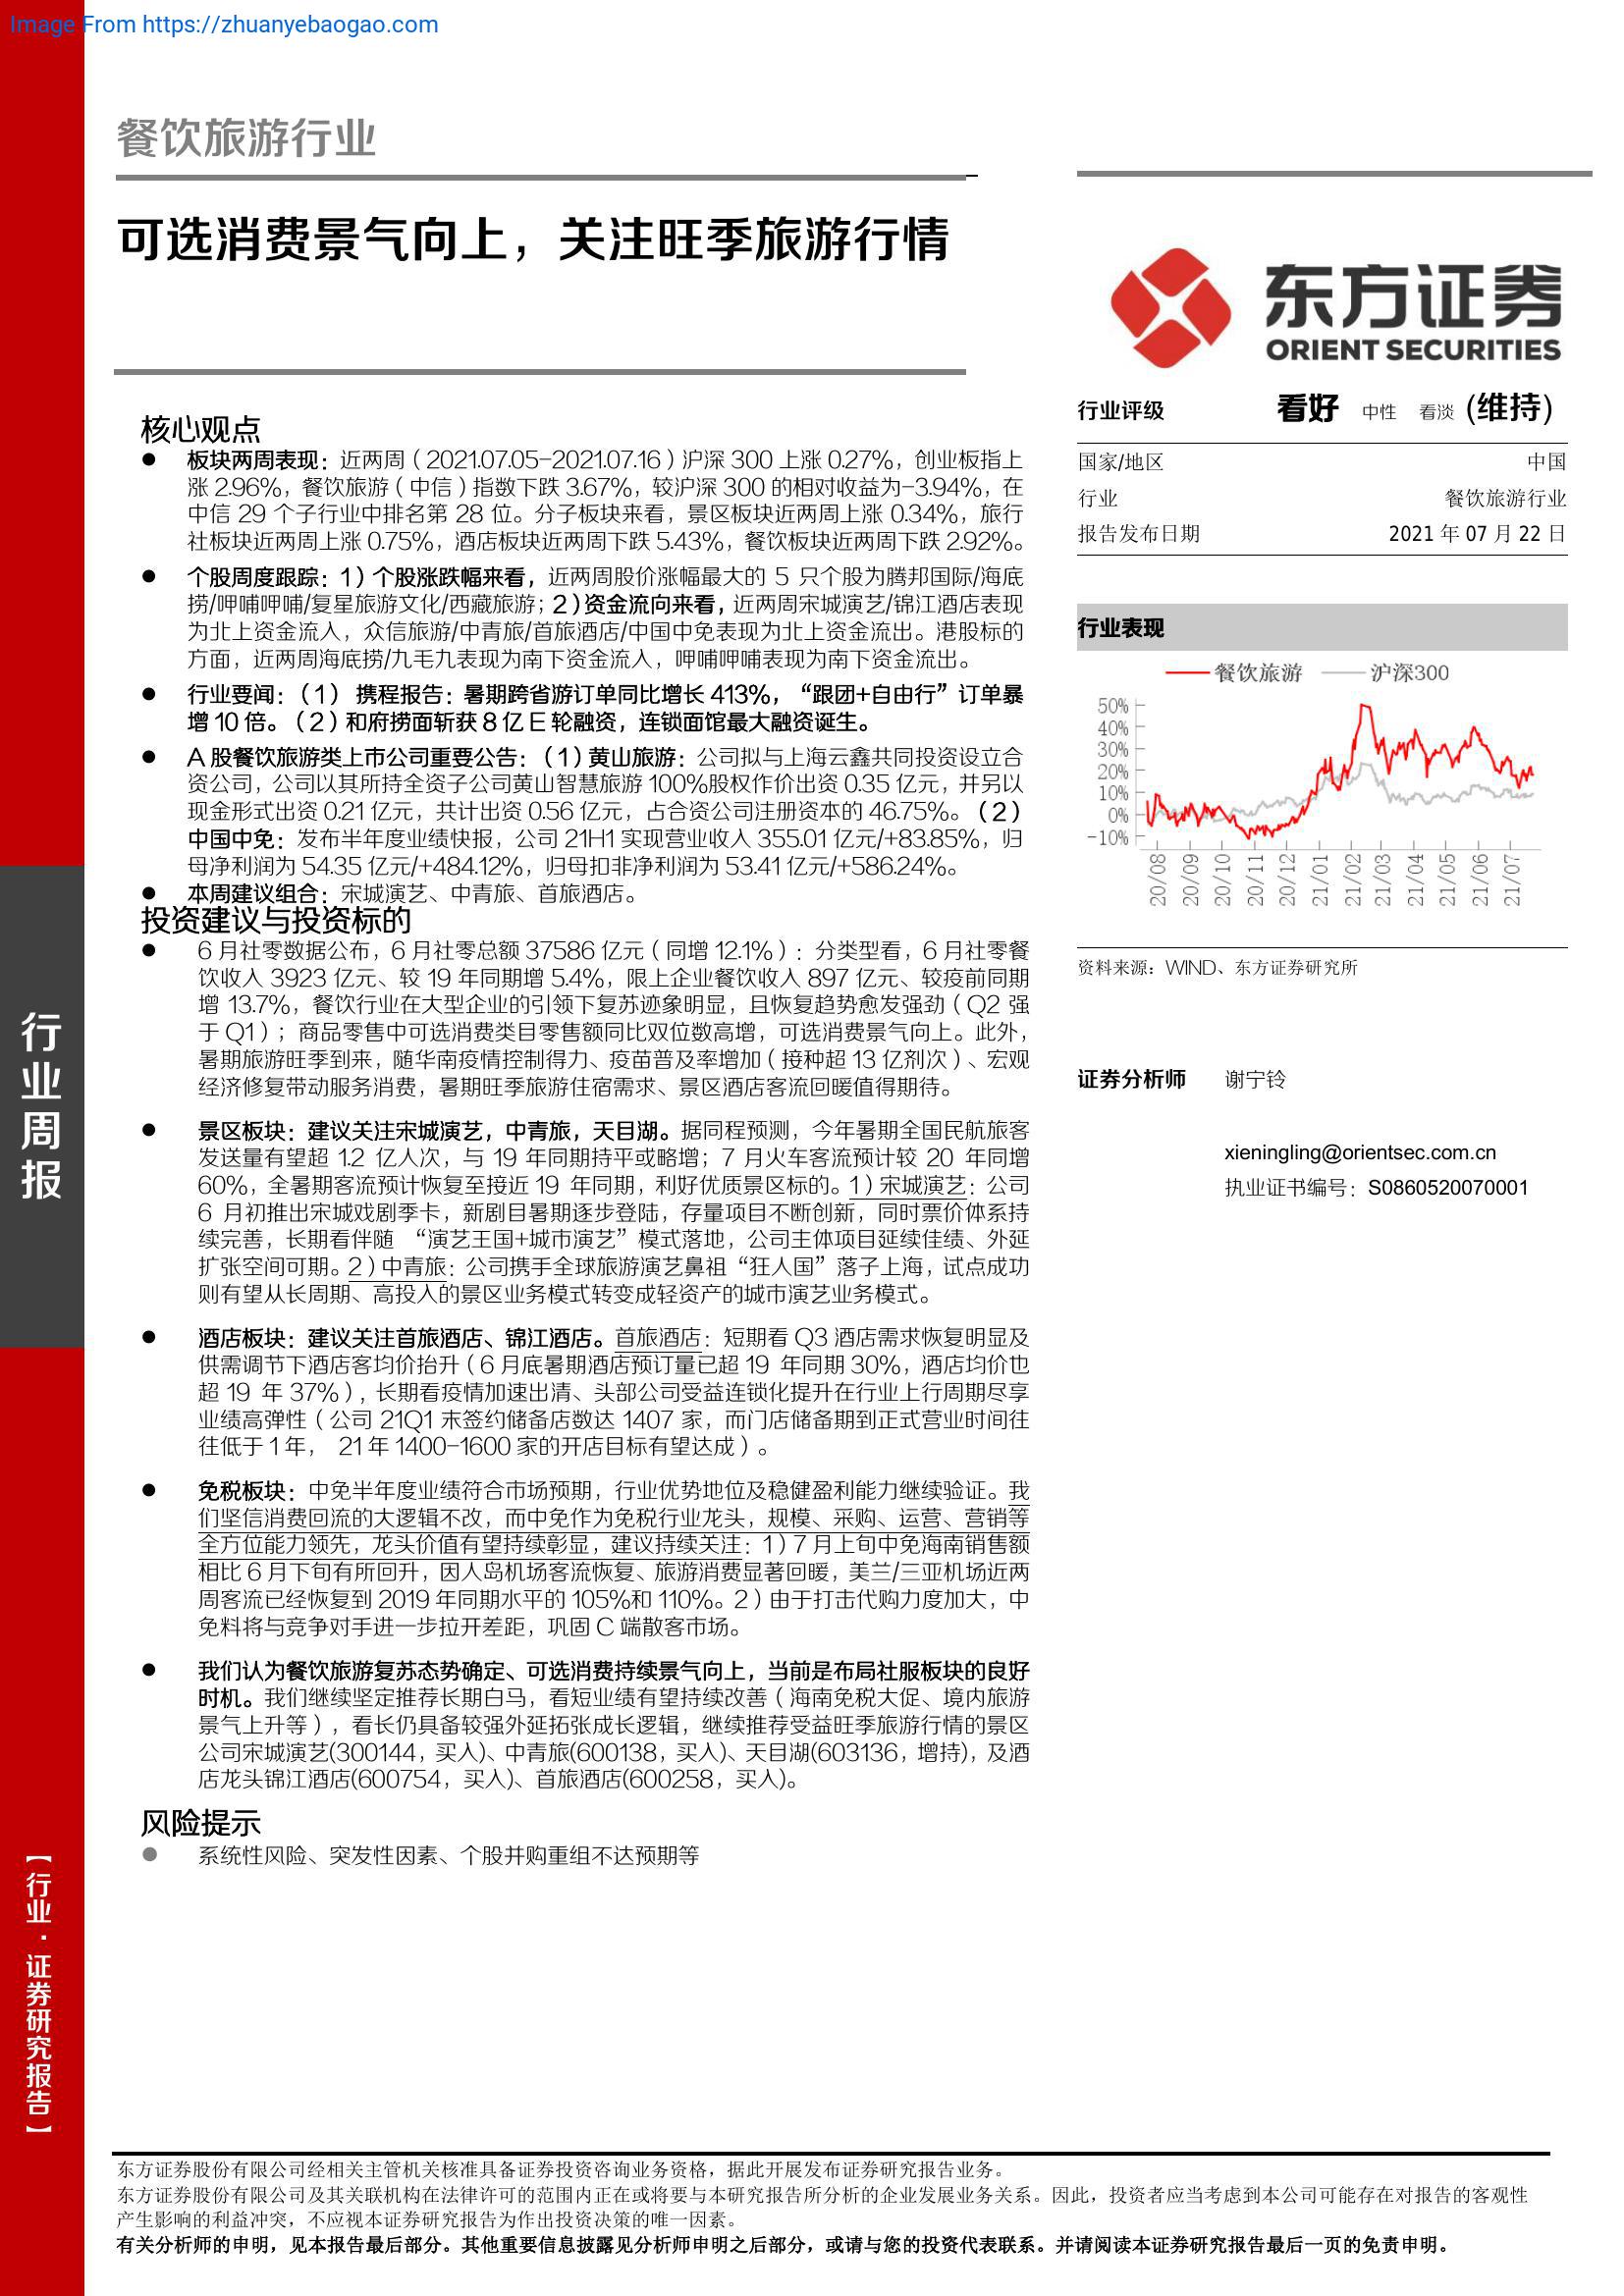 Image From https://zhuanyebaogao.com
餐饮旅游行业
可选消费景气向上，关注旺季旅游行情
东方证券
ORIENT SECURITIES
行业评级 看好 中性 看淡 (维持)
国家/地区 中国
行业 餐饮旅游行业
报告发布日期 2021 年 07 月 22 日
行业表现
餐饮旅游 沪深300
50%
40%
30%
20%
10%
0%
-10%
20/08 20/09 20/10 20/11 20/12 21/01 21/02 21/03 21/04 21/05 21/06 21/07
资料来源：WIND、东方证券研究所
证券分析师 谢宁铃
xieningling@orientsec.com.cn
执业证书编号：S0860520070001
核心观点
● 板块两周表现：近两周（2021.07.05-2021.07.16）沪深 300 上涨 0.27%，创业板指上
涨 2.96%，餐饮旅游（中信）指数下跌 3.67%，较沪深 300 的相对收益为-3.94%，在
中信 29 个子行业中排名第 28 位。分子板块来看，景区板块近两周上涨 0.34%，旅行
社板块近两周上涨 0.75%，酒店板块近两周下跌 5.43%，餐饮板块近两周下跌 2.92%。
● 个股周度跟踪：1）个股涨跌幅来看，近两周股价涨幅最大的 5 只个股为腾邦国际/海底
捞/呷哺呷哺/复星旅游文化/西藏旅游；2）资金流向来看，近两周宋城演艺/锦江酒店表现
为北上资金流入，众信旅游/中青旅/首旅酒店/中国中免表现为北上资金流出。港股标的
方面，近两周海底捞/九毛九表现为南下资金流入，呷哺呷哺表现为南下资金流出。
● 行业要闻：（1） 携程报告：暑期跨省游订单同比增长 413%，“跟团+自由行”订单暴
增 10 倍。（2）和府捞面斩获 8 亿 E 轮融资，连锁面馆最大融资诞生。
● A 股餐饮旅游类上市公司重要公告：（1）黄山旅游：公司拟与上海云鑫共同投资设立合
资公司，公司以其所持全资子公司黄山智慧旅游 100%股权作价出资 0.35 亿元，并另以
现金形式出资 0.21 亿元，共计出资 0.56 亿元，占合资公司注册资本的 46.75%。（2）
中国中免：发布半年度业绩快报，公司 21H1 实现营业收入 355.01 亿元/+83.85%，归
母净利润为 54.35 亿元/+484.12%，归母扣非净利润为 53.41 亿元/+586.24%。
● 本周建议组合：宋城演艺、中青旅、首旅酒店。
投资建议与投资标的
● 6 月社零数据公布，6 月社零总额 37586 亿元（同增 12.1%）：分类型看，6 月社零餐
饮收入 3923 亿元、较 19 年同期增 5.4%，限上企业餐饮收入 897 亿元、较疫前同期
增 13.7%，餐饮行业在大型企业的引领下复苏迹象明显，且恢复趋势愈发强劲（Q2 强
于 Q1）；商品零售中可选消费类目零售额同比双位数高增，可选消费景气向上。此外，
暑期旅游旺季到来，随华南疫情控制得力、疫苗普及率增加（接种超 13 亿剂次）、宏观
经济修复带动服务消费，暑期旺季旅游住宿需求、景区酒店客流回暖值得期待。
● 景区板块：建议关注宋城演艺，中青旅，天目湖。据同程预测，今年暑期全国民航旅客
发送量有望超 1.2 亿人次，与 19 年同期持平或略增；7 月火车客流预计较 20 年同增
60%，全暑期客流预计恢复至接近 19 年同期，利好优质景区标的。1）宋城演艺：公司
6 月初推出宋城戏剧季卡，新剧目暑期逐步登陆，存量项目不断创新，同时票价体系持
续完善，长期看伴随 “演艺王国+城市演艺”模式落地，公司主体项目延续佳绩、外延
扩张空间可期。2）中青旅：公司携手全球旅游演艺鼻祖“狂人国”落子上海，试点成功
则有望从长周期、高投入的景区业务模式转变成轻资产的城市演艺业务模式。
● 酒店板块：建议关注首旅酒店、锦江酒店。首旅酒店：短期看 Q3 酒店需求恢复明显及
供需调节下酒店客均价抬升（6 月底暑期酒店预订量已超 19 年同期 30%，酒店均价也
超 19 年 37%），长期看疫情加速出清、头部公司受益连锁化提升在行业上行周期尽享
业绩高弹性（公司 21Q1 末签约储备店数达 1407 家，而门店储备期到正式营业时间往
往低于 1 年， 21 年 1400-1600 家的开店目标有望达成）。
● 免税板块：中免半年度业绩符合市场预期，行业优势地位及稳健盈利能力继续验证。我
们坚信消费回流的大逻辑不改，而中免作为免税行业龙头，规模、采购、运营、营销等
全方位能力领先，龙头价值有望持续彰显，建议持续关注：1）7 月上旬中免海南销售额
相比 6 月下旬有所回升，因人岛机场客流恢复、旅游消费显著回暖，美兰/三亚机场近两
周客流已经恢复到 2019 年同期水平的 105%和 110%。2）由于打击代购力度加大，中
免料将与竞争对手进一步拉开差距，巩固 C 端散客市场。
● 我们认为餐饮旅游复苏态势确定、可选消费持续景气向上，当前是布局社服板块的良好
时机。我们继续坚定推荐长期白马，看短业绩有望持续改善（海南免税大促、境内旅游
景气上升等），看长仍具备较强外延拓张成长逻辑，继续推荐受益旺季旅游行情的景区
公司宋城演艺(300144，买入)、中青旅(600138，买入)、天目湖(603136，增持)，及酒
店龙头锦江酒店(600754，买入)、首旅酒店(600258，买入)。
风险提示
● 系统性风险、突发性因素、个股并购重组不达预期等
行业周报
【行业·证券研究报告】
东方证券股份有限公司经相关主管机关核准具备证券投资咨询业务资格，据此开展发布证券研究报告业务。
东方证券股份有限公司及其关联机构在法律许可的范围内正在或将要与本研究报告所分析的企业发展业务关系。因此，投资者应当考虑到本公司可能存在对报告的客观性
产生影响的利益冲突，不应视本证券研究报告为作出投资决策的唯一因素。
有关分析师的申明，见本报告最后部分。其他重要信息披露见分析师申明之后部分，或请与您的投资代表联系。并请阅读本证券研究报告最后一页的免责申明。